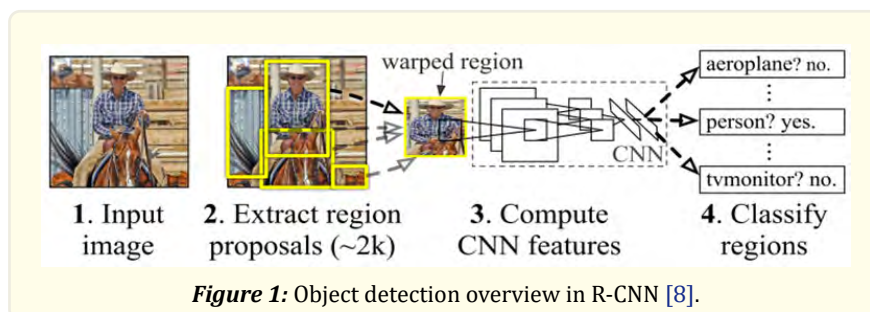 warped region
aeroplane? no.
person? yes.
tvmonitor? no.
CNN
1. Input
image
2. Extract region
proposals (~2k)
3. Compute
CNN features
4. Classify
regions
Figure 1: Object detection overview in R-CNN [8].